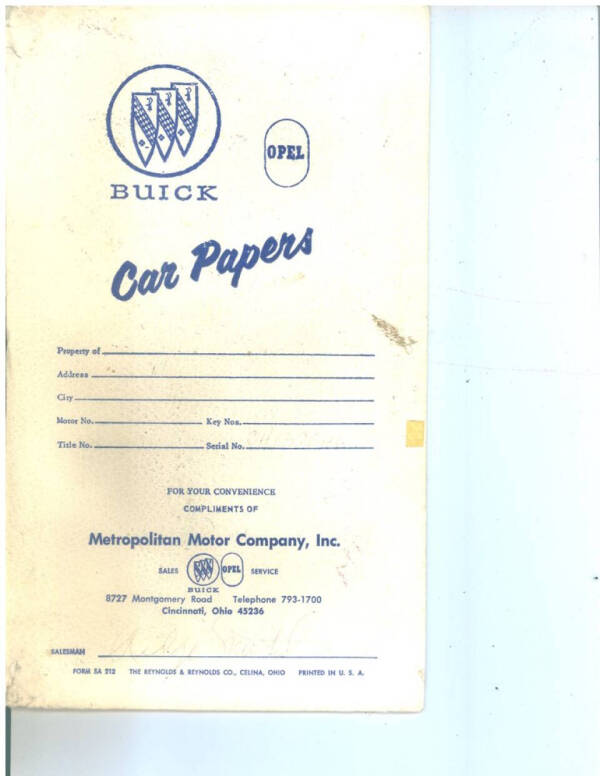 BUICK
OPEL
Car Papers
Property of
Address
City
Motor No. Key Nos.
Title No. Serial No.
FOR YOUR CONVENIENCE
COMPLIMENTS OF
Metropolitan Motor Company, Inc.
SALES OPEL SERVICE
BUICK
8727 Montgomery Road Telephone 793-1700
Cincinnati, Ohio 45236
SALESMAN
FORM SA 212 THE REYNOLDS & REYNOLDS CO., CELINA, OHIO PRINTED IN U. S. A.